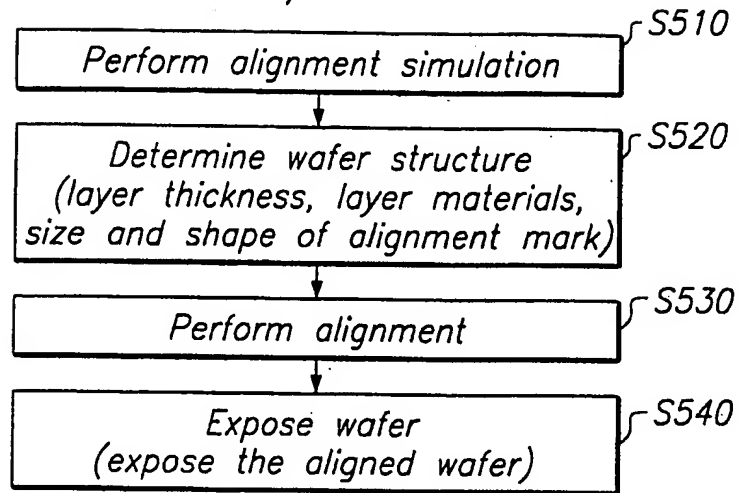 S510
Perform alignment simulation
S520
Determine wafer structure
(layer thickness, layer materials,
size and shape of alignment mark)
S530
Perform alignment
S540
Expose wafer
(expose the aligned wafer)